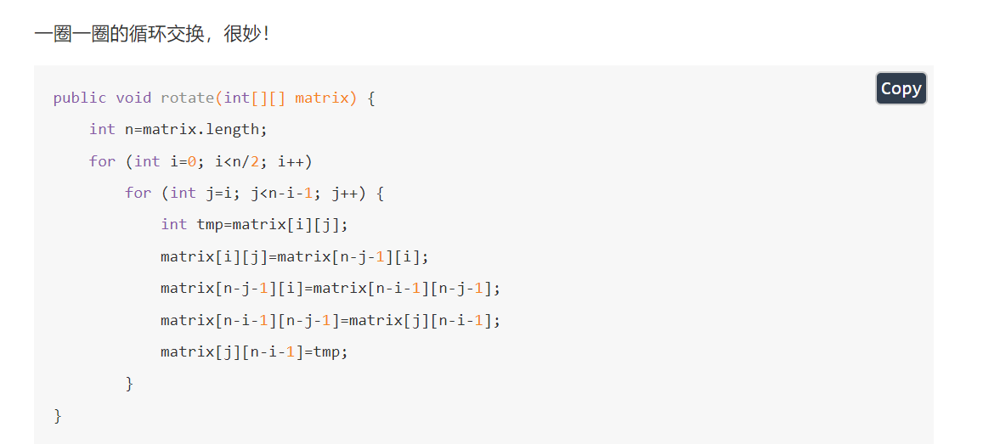 一圈一圈的循环交换，很妙！
Copy
public void rotate(int[][] matrix) {
    int n=matrix.length;
    for (int i=0; i<n/2; i++)
        for (int j=i; j<n-i-1; j++) {
            int tmp=matrix[i][j];
            matrix[i][j]=matrix[n-j-1][i];
            matrix[n-j-1][i]=matrix[n-i-1][n-j-1];
            matrix[n-i-1][n-j-1]=matrix[j][n-i-1];
            matrix[j][n-i-1]=tmp;
        }
}